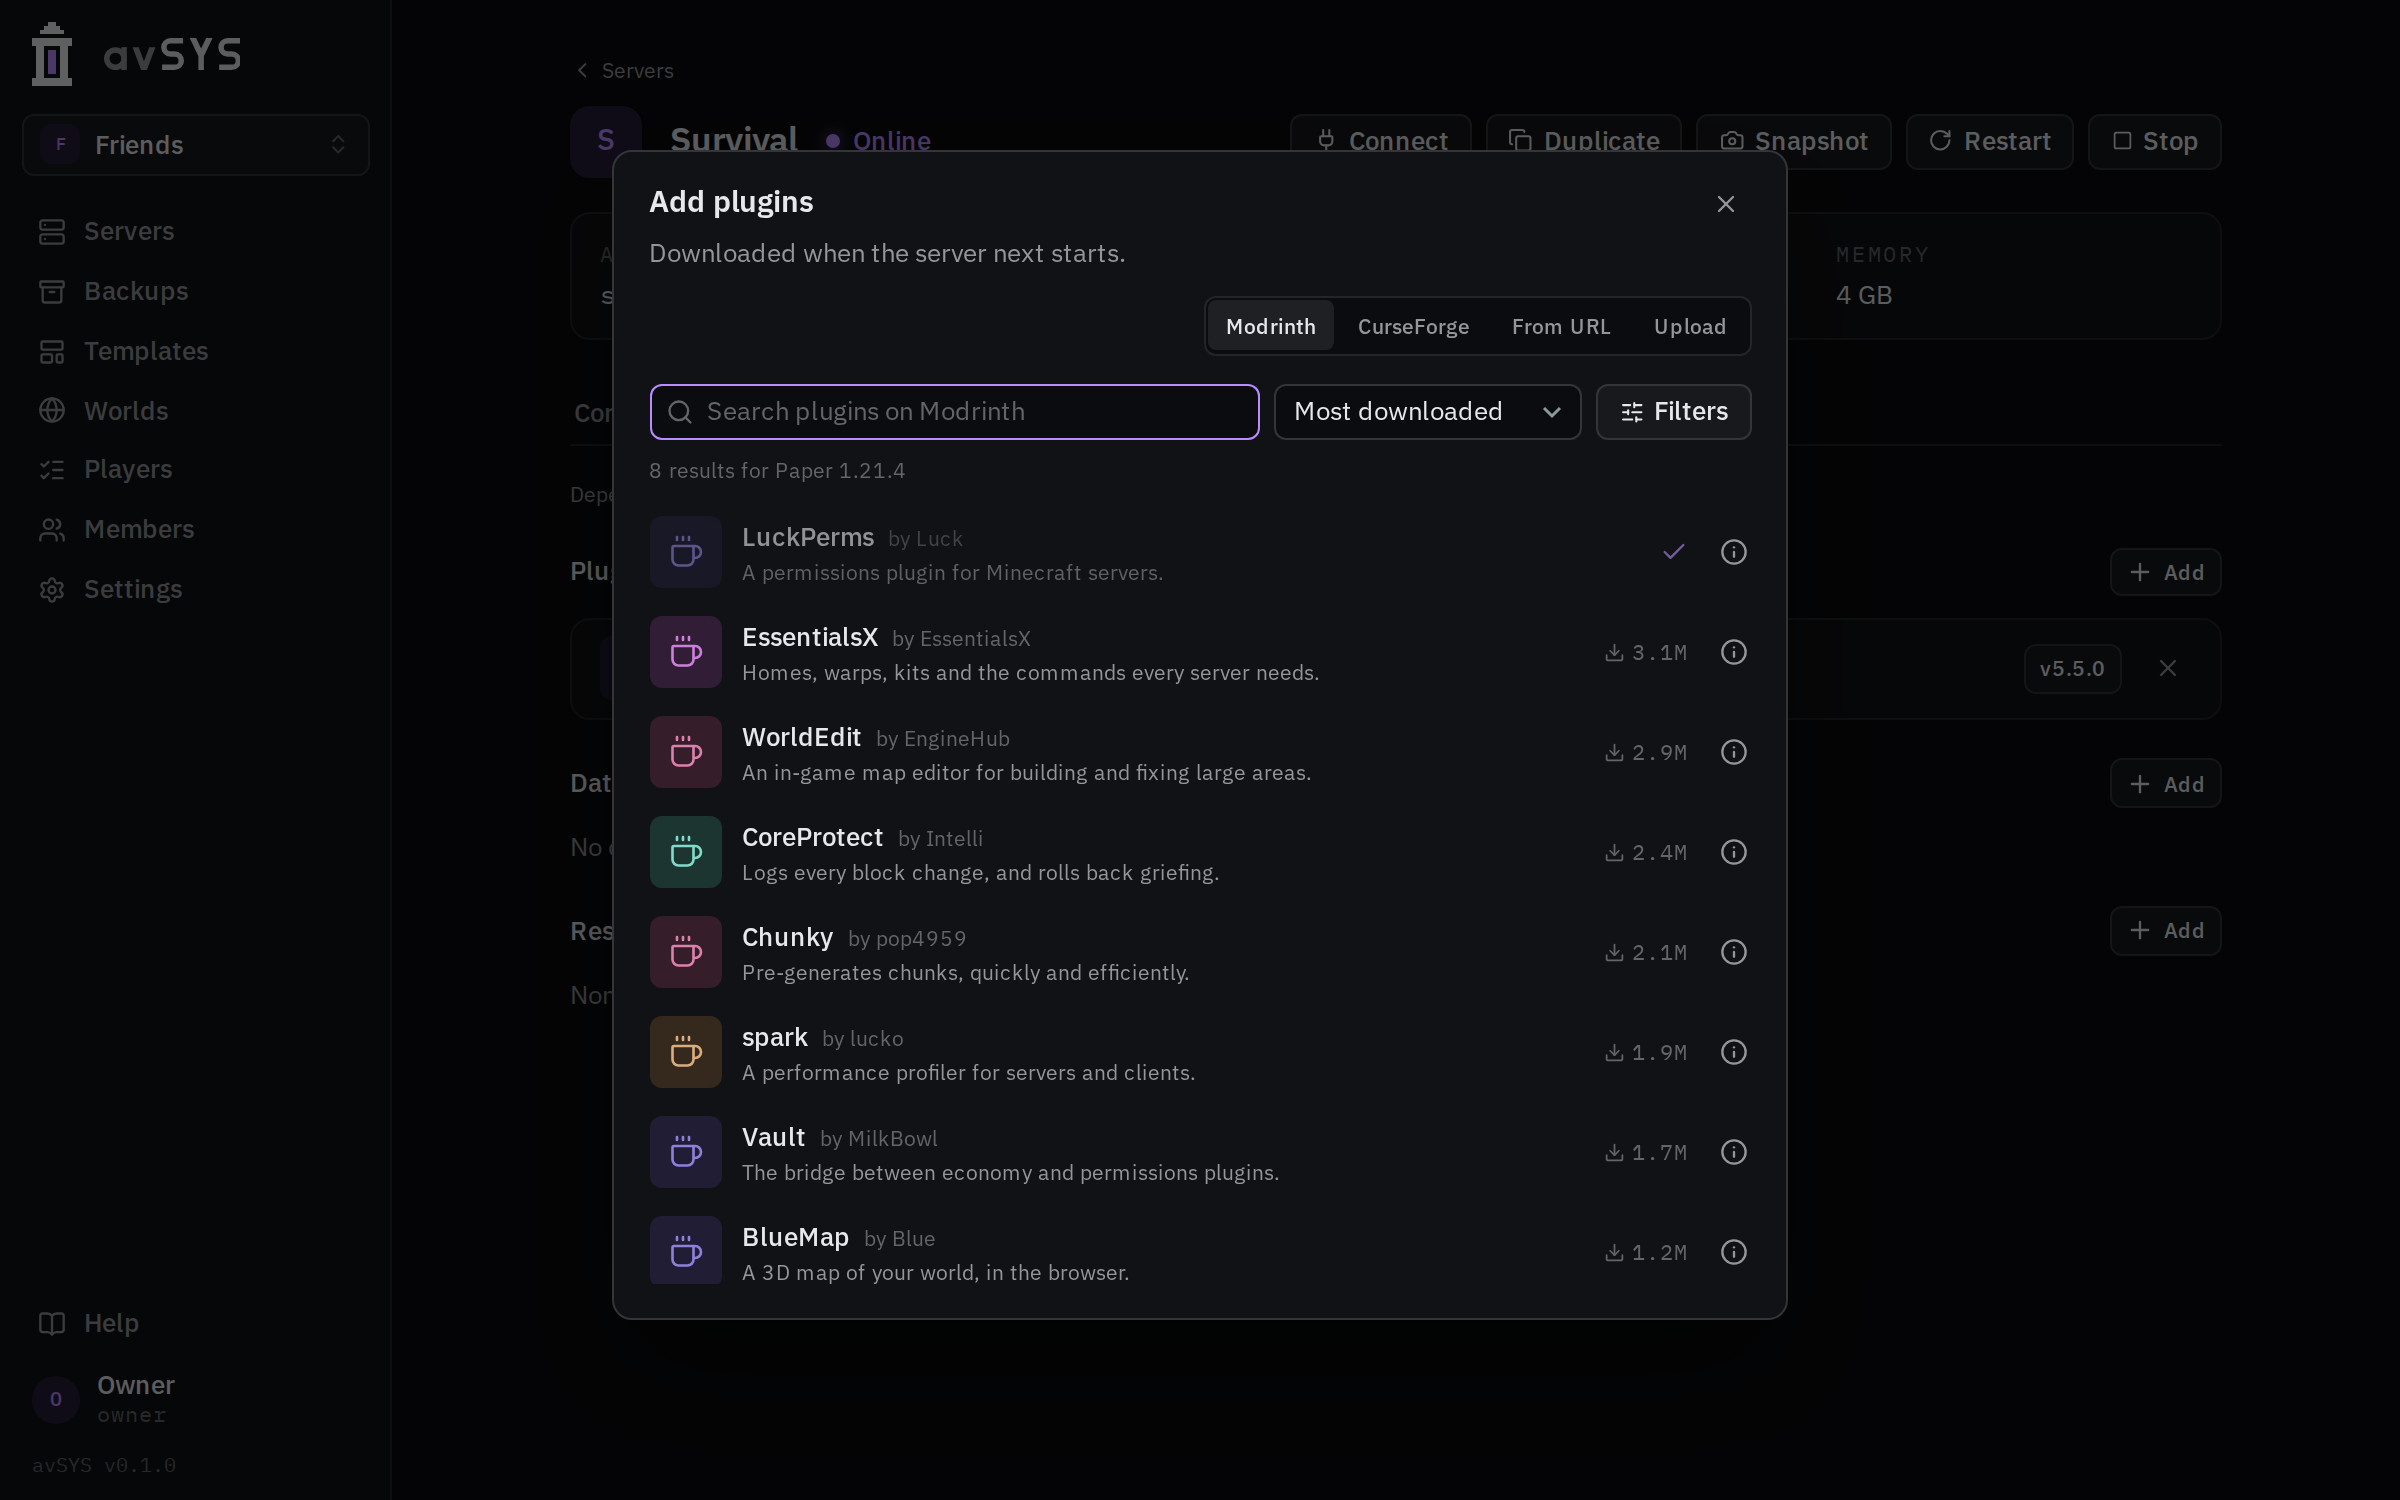 avSYS
F Friends
Servers
Backups
Templates
Worlds
Players
Members
Settings
Help
O Owner
owner
avSYS v0.1.0
Servers
S Survival Online
Connect Duplicate Snapshot Restart Stop
MEMORY
4 GB
Add
v5.5.0
Add
Add
Add plugins
Downloaded when the server next starts.
Modrinth CurseForge From URL Upload
Search plugins on Modrinth Most downloaded Filters
8 results for Paper 1.21.4
LuckPerms by Luck
A permissions plugin for Minecraft servers.
EssentialsX by EssentialsX
Homes, warps, kits and the commands every server needs.
3.1M
WorldEdit by EngineHub
An in-game map editor for building and fixing large areas.
2.9M
CoreProtect by Intelli
Logs every block change, and rolls back griefing.
2.4M
Chunky by pop4959
Pre-generates chunks, quickly and efficiently.
2.1M
spark by lucko
A performance profiler for servers and clients.
1.9M
Vault by MilkBowl
The bridge between economy and permissions plugins.
1.7M
BlueMap by Blue
A 3D map of your world, in the browser.
1.2M